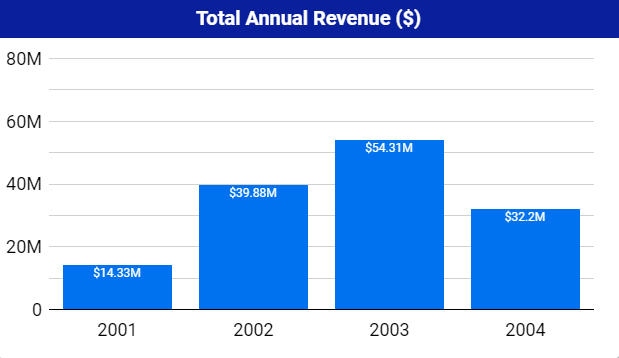 Total Annual Revenue ($)
80M
60M
40M
20M
0
$14.33M
$39.88M
$54.31M
$32.2M
2001 2002 2003 2004